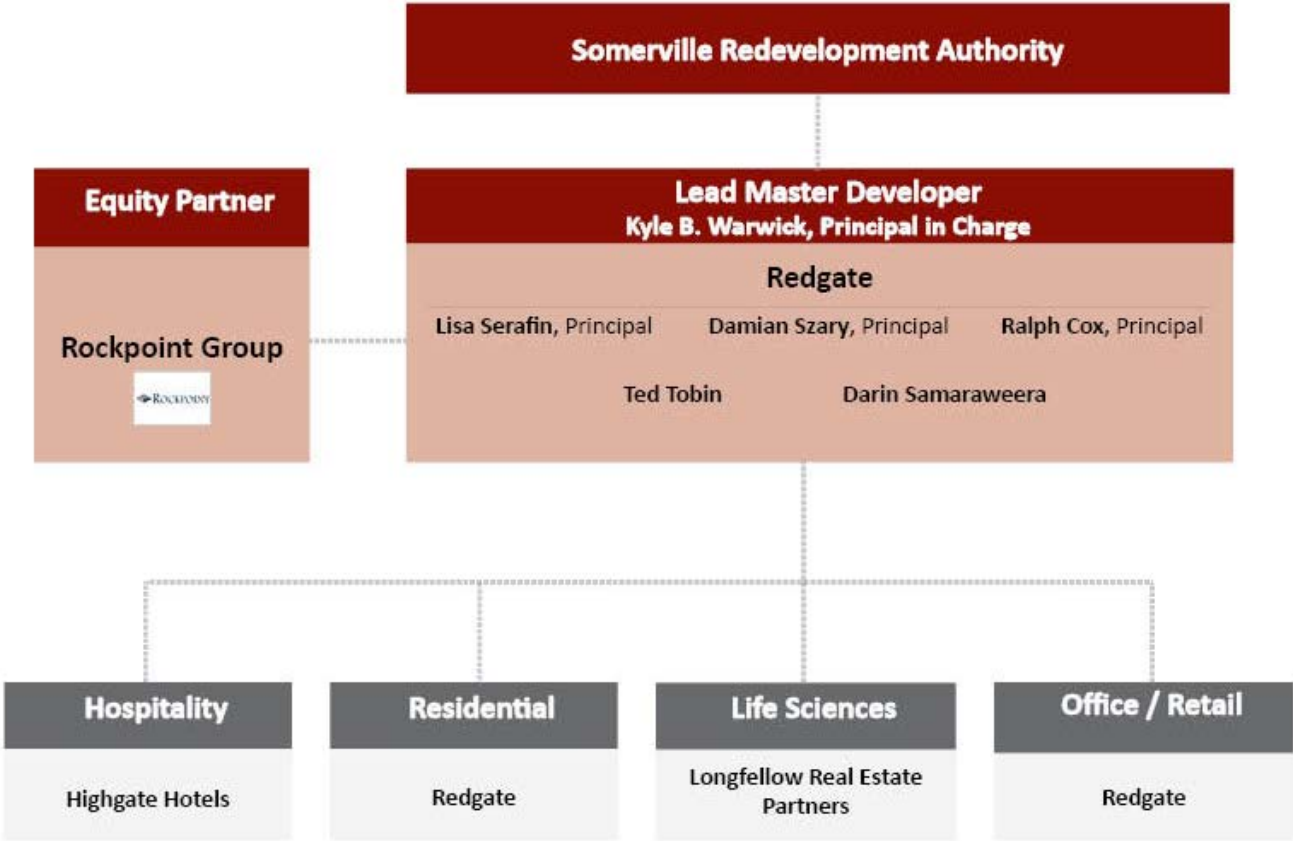 Somerville Redevelopment Authority
Equity Partner
Rockpoint Group
ROCKPOINT
Lead Master Developer
Kyle B. Warwick, Principal in Charge
Redgate
Lisa Serafin, Principal Damian Szary, Principal Ralph Cox, Principal
Ted Tobin Darin Samaraweera
Hospitality
Highgate Hotels
Residential
Redgate
Life Sciences
Longfellow Real Estate
Partners
Office / Retail
Redgate